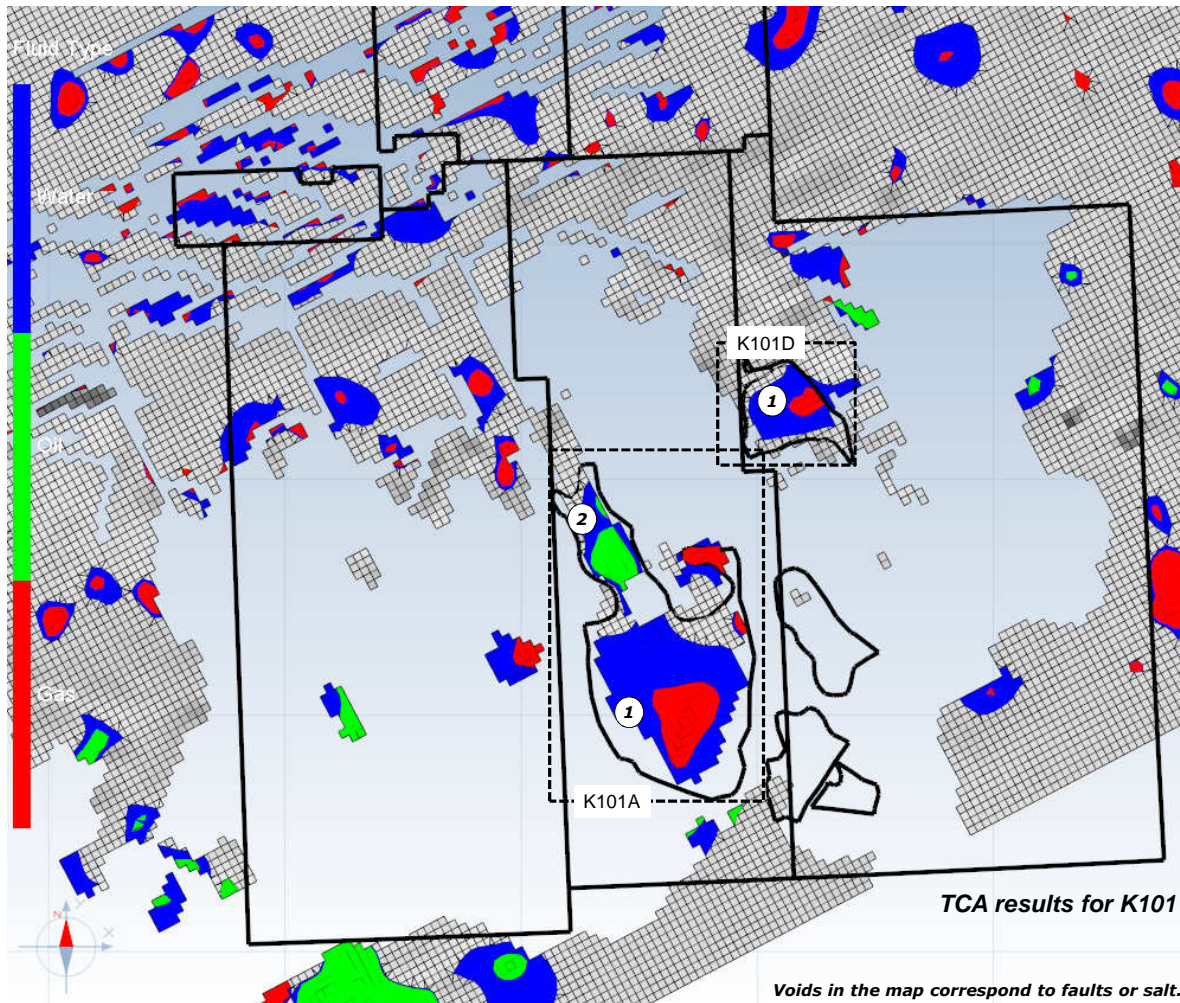 Fluid Type
Water
Oil
Gas
K101D
1
2
1
K101A
TCA results for K101
N
Y
X
Voids in the map correspond to faults or salt.